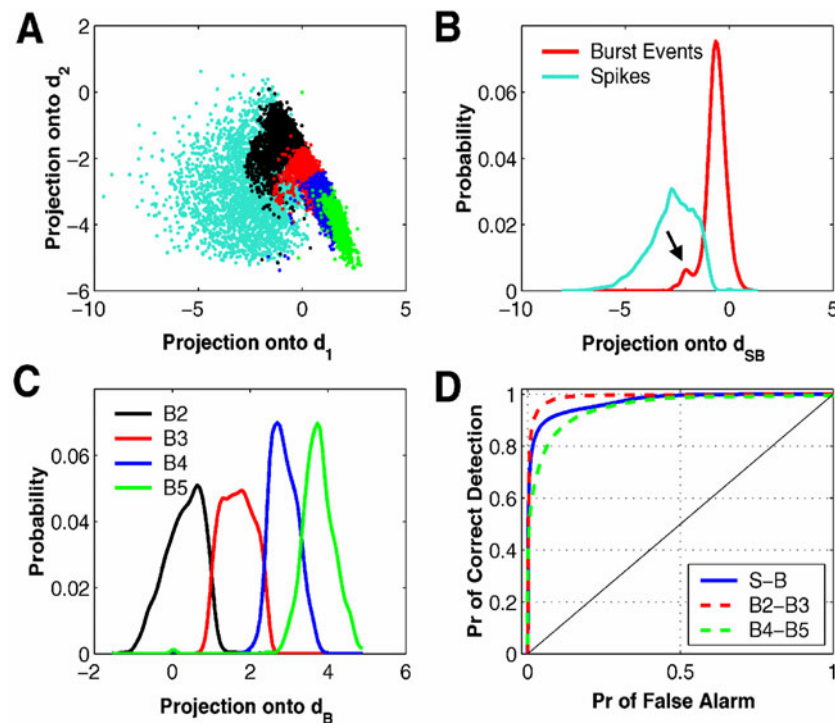 A
Projection onto d2
0
−2
−4
−6
−10
−5
0
5
Projection onto d1
B
Burst Events
Spikes
Probability
0.06
0.04
0.02
0
−10
−5
0
5
Projection onto dSB
C
B2
B3
B4
B5
Probability
0.06
0.04
0.02
0
−2
0
2
4
6
Projection onto dB
D
Pr of Correct Detection
1
0.8
0.6
0.4
0.2
0
S−B
B2−B3
B4−B5
0
0.5
1
Pr of False Alarm